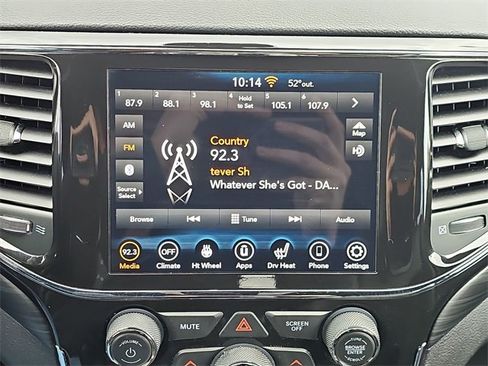 10:14 52°out.
1 2 3 4 5 6
87.9 88.1 98.1 Hold to Set 105.1 107.9
AM
FM
Source Select
Country
92.3
tever Sh
Whatever She's Got - DA...
Map
HD
Browse Tune Audio
92.3 OFF
Media Climate Ht Wheel Apps Drv Heat Phone Settings
MUTE SCREEN OFF
VOLUME
TUNE/SCROLL
BROWSE ENTER